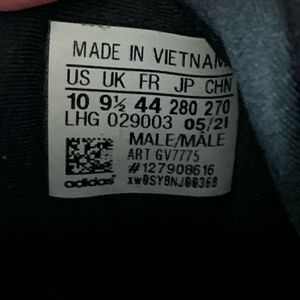 MADE IN VIETNAM
US UK FR JP CHN
10 9½ 44 280 270
LHG 029003 05/21
MALE/MÂLE
ART GV7775
#127908616
adidas